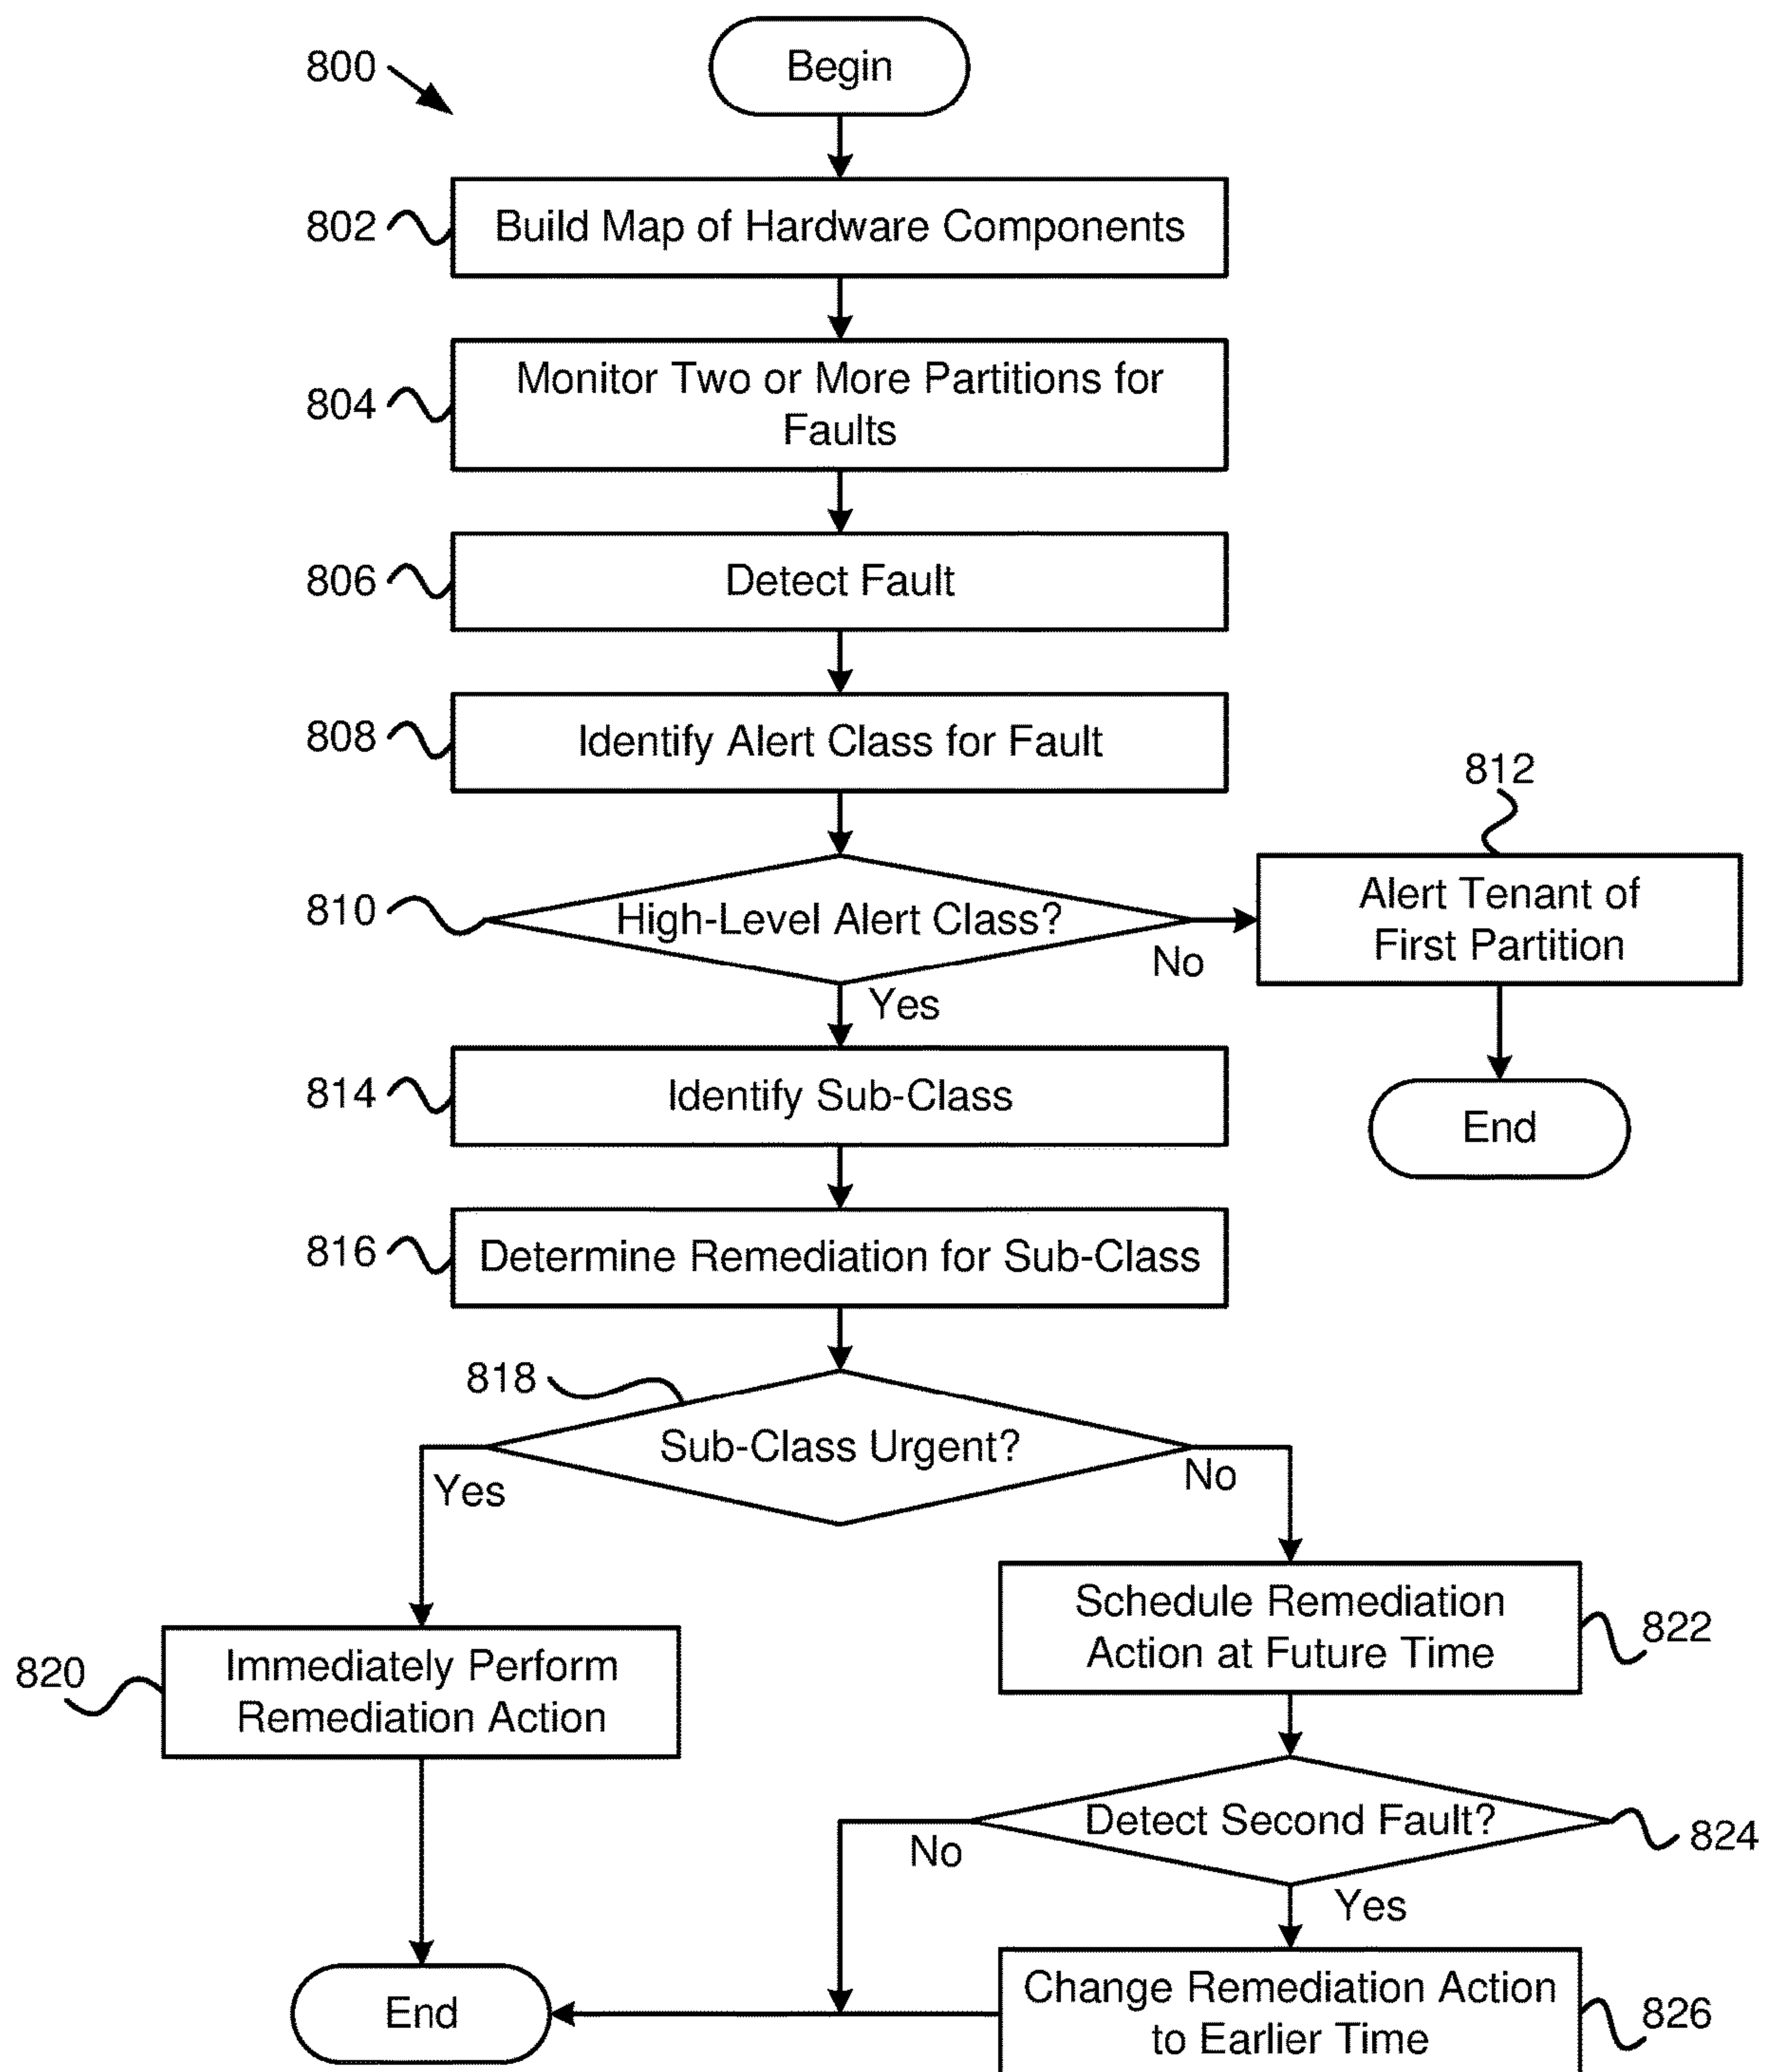 800
Begin
802
Build Map of Hardware Components
804
Monitor Two or More Partitions for
Faults
806
Detect Fault
808
Identify Alert Class for Fault
810
High-Level Alert Class?
No
Yes
812
Alert Tenant of
First Partition
End
814
Identify Sub-Class
816
Determine Remediation for Sub-Class
818
Sub-Class Urgent?
Yes
No
820
Immediately Perform
Remediation Action
822
Schedule Remediation
Action at Future Time
824
Detect Second Fault?
No
Yes
826
Change Remediation Action
to Earlier Time
End